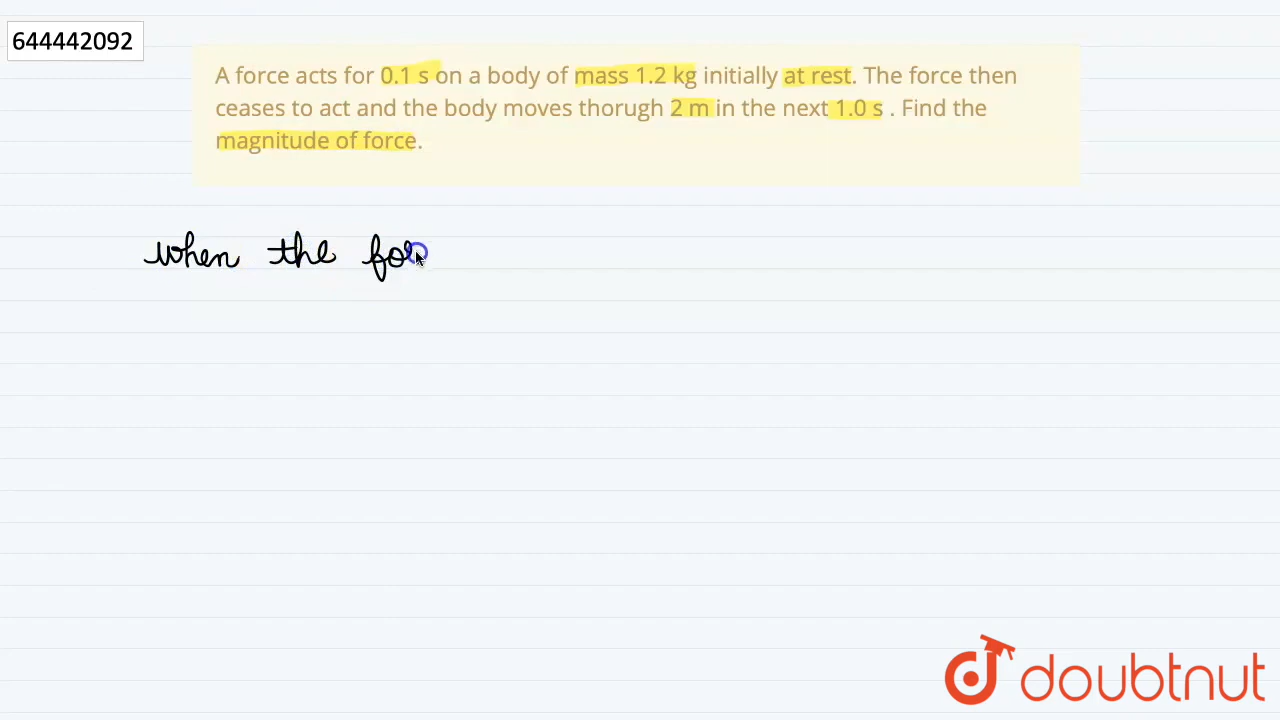 644442092
A force acts for 0.1 s on a body of mass 1.2 kg initially at rest. The force then
ceases to act and the body moves thorugh 2 m in the next 1.0 s . Find the
magnitude of force.
when the for
doubtnut